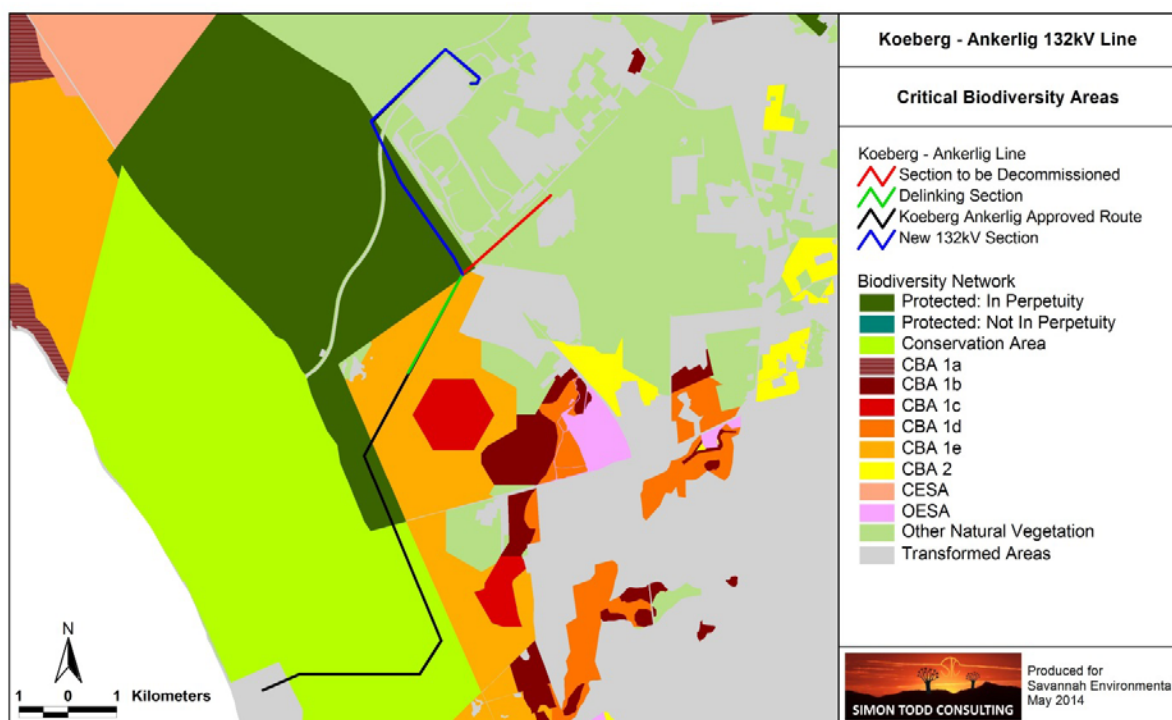 Koeberg - Ankerlig 132kV Line
Critical Biodiversity Areas
Koeberg - Ankerlig Line
Section to be Decommissioned
Delinking Section
Koeberg Ankerlig Approved Route
New 132kV Section
Biodiversity Network
Protected: In Perpetuity
Protected: Not In Perpetuity
Conservation Area
CBA 1a
CBA 1b
CBA 1c
CBA 1d
CBA 1e
CBA 2
CESA
OESA
Other Natural Vegetation
Transformed Areas
N
1 0 1 Kilometers
SIMON TODD CONSULTING
Produced for
Savannah Environmenta
May 2014